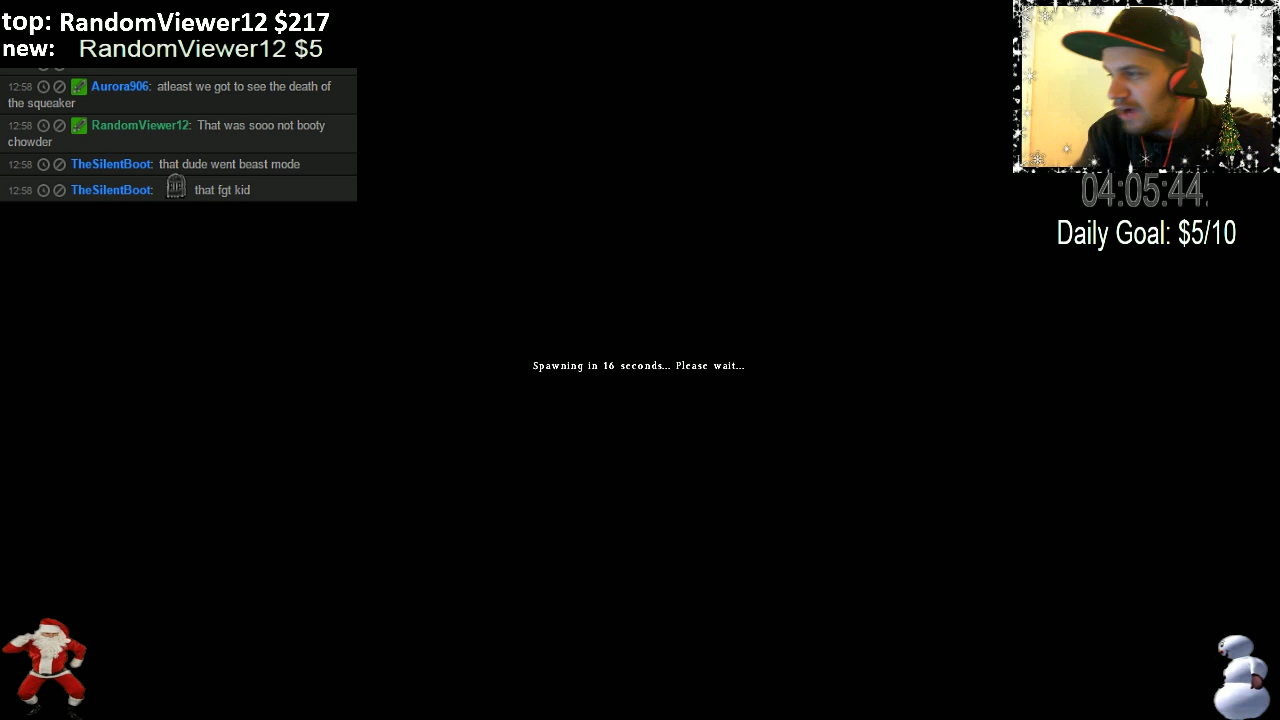 top: RandomViewer12 $217
new: RandomViewer12 $5
12:58 Aurora906: atleast we got to see the death of
the squeaker
12:58 RandomViewer12: That was sooo not booty
chowder
12:58 TheSilentBoot: that dude went beast mode
12:58 TheSilentBoot: that fgt kid
04:05:44.
Daily Goal: $5/10
Spawning in 16 seconds... Please wait...